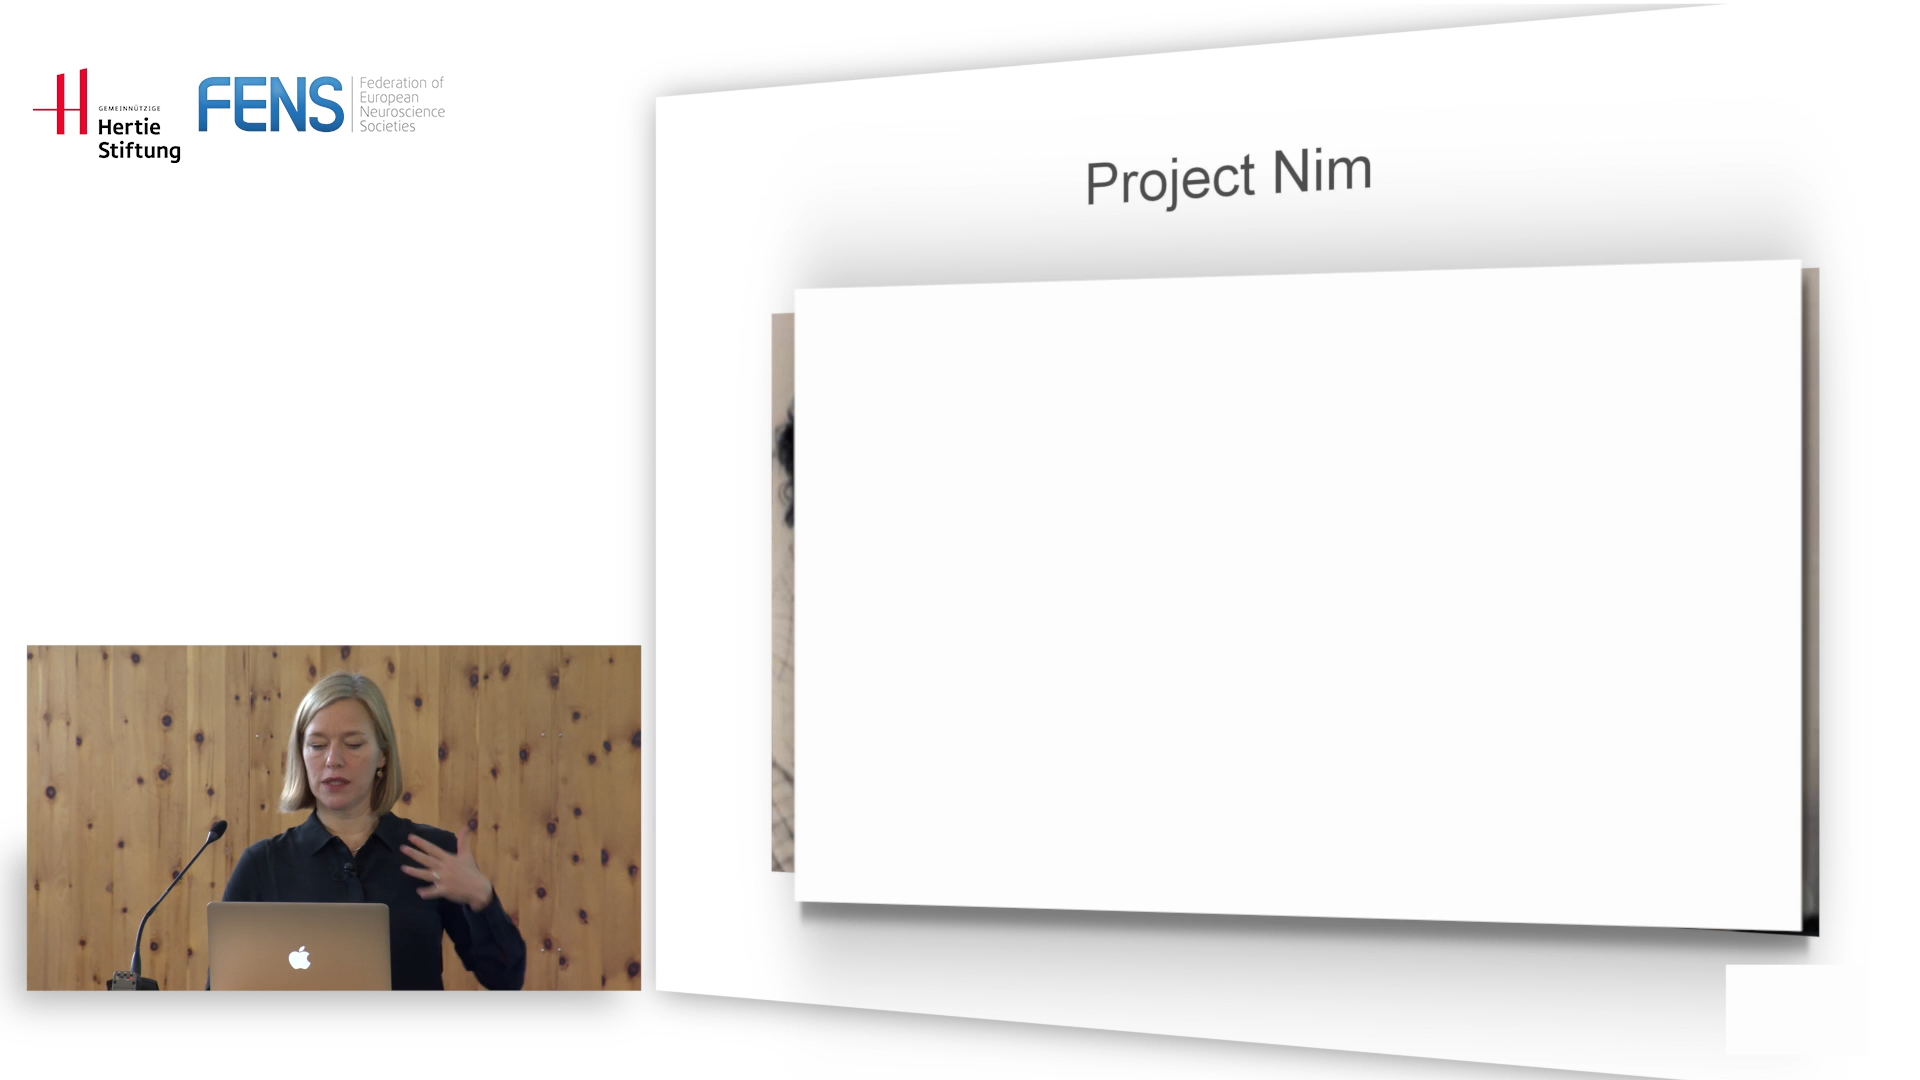 GEMEINNÜTZIGE
Hertie
Stiftung
FENS
Federation of
European
Neuroscience
Societies
Project Nim